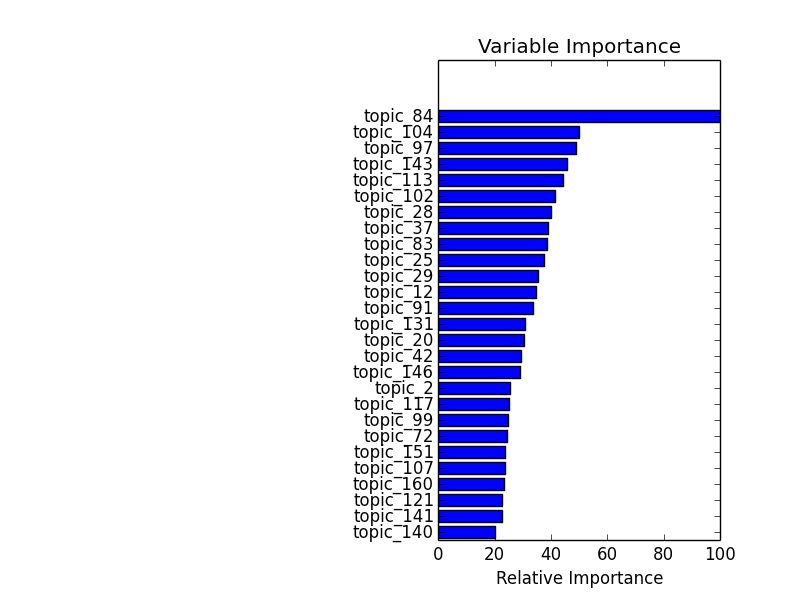 Variable Importance
topic_84
topic_104
topic_97
topic_143
topic_113
topic_102
topic_28
topic_37
topic_83
topic_25
topic_29
topic_12
topic_91
topic_131
topic_20
topic_42
topic_146
topic_2
topic_117
topic_99
topic_72
topic_151
topic_107
topic_160
topic_121
topic_141
topic_140
0 20 40 60 80 100
Relative Importance